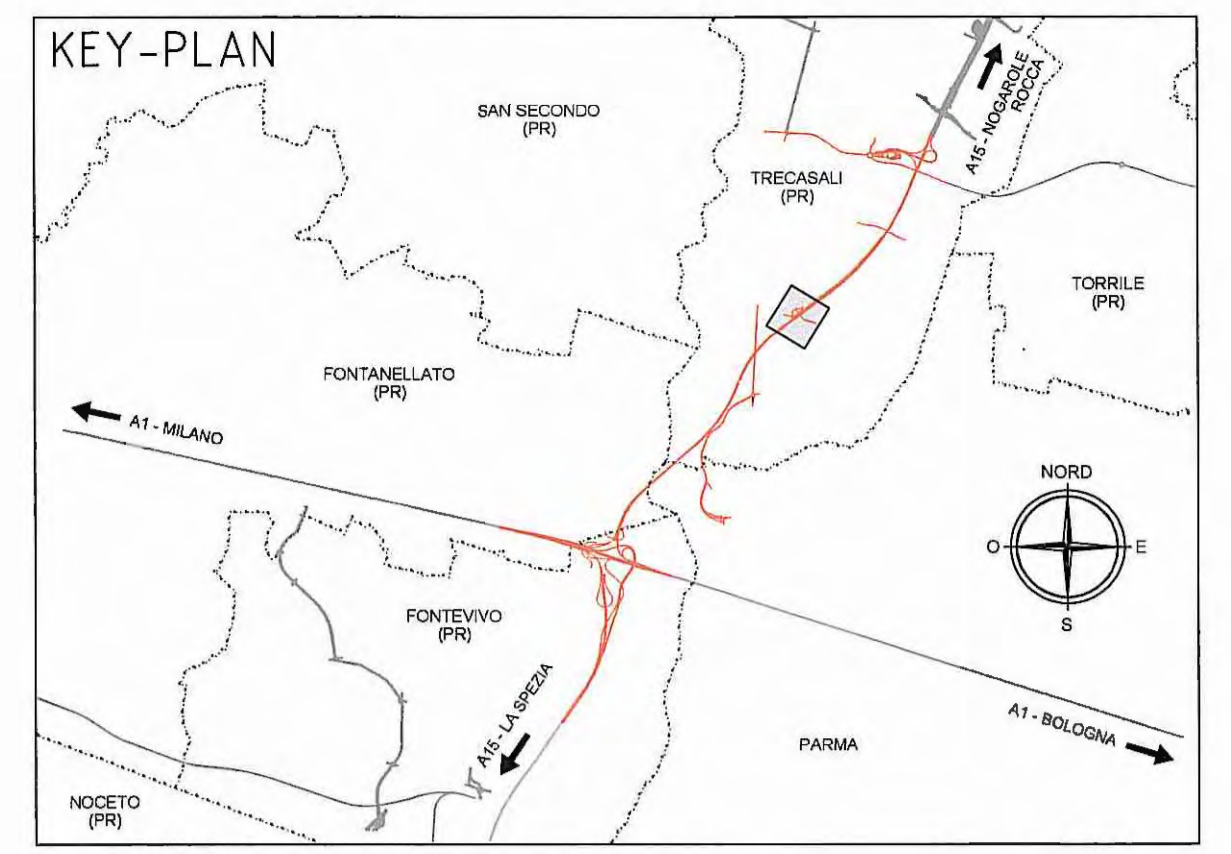 KEY-PLAN
SAN SECONDO
(PR)
A15 - NOGAROLE
ROCCA
TRECASALI
(PR)
TORRILE
(PR)
FONTANELLATO
(PR)
A1 - MILANO
NORD
O
E
S
FONTEVIVO
(PR)
A15 - LA SPEZIA
A1 - BOLOGNA
PARMA
NOCETO
(PR)